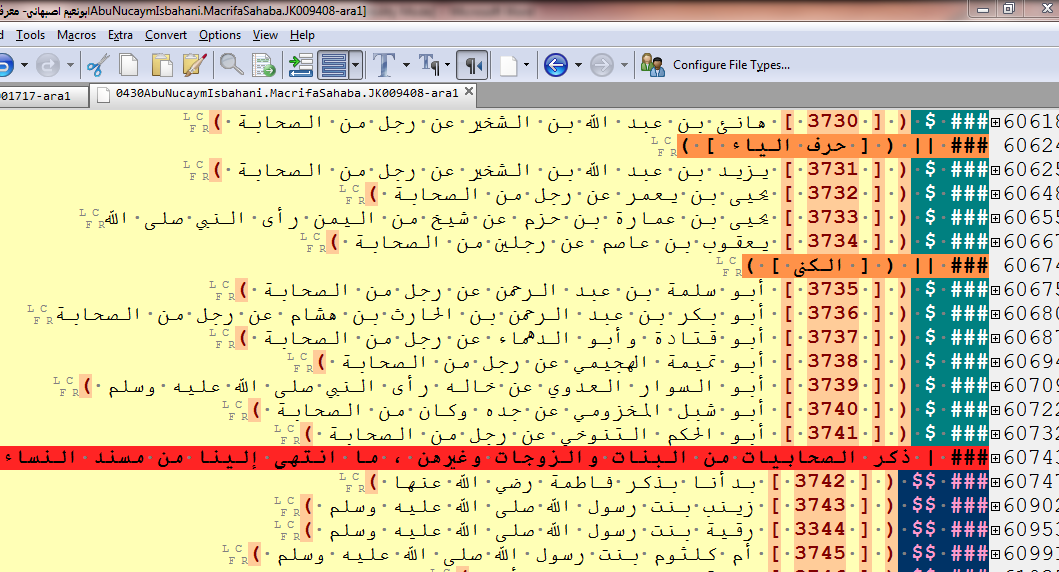 ابونعیم اصبهانی- معرفAbuNucaymIsbahani.MacrifaSahaba.JK009408-ara1]
d Tools Macros Extra Convert Options View Help
Configure File Types...
01717-ara1
0430AbuNucaymIsbahani.MacrifaSahaba.JK009408-ara1
60618 ### $ ( [ 3730 ] هانئ بن عبد الله بن الشخير عن رجل من الصحابة )
60624 ### || ( [ حرف الياء ] )
60625 ### $ ( [ 3731 ] يزيد بن عبد الله بن الشخير عن رجل من الصحابة )
60648 ### $ ( [ 3732 ] يحيى بن يعمر عن رجل من الصحابة )
60655 ### $ ( [ 3733 ] يحيى بن عمارة بن حزم عن شيخ من اليمن رأى النبي صلى الله
60667 ### $ ( [ 3734 ] يعقوب بن عاصم عن رجلين من الصحابة )
60674 ### || ( [ الكنى ] )
60675 ### $ ( [ 3735 ] أبو سلمة بن عبد الرحمن عن رجل من الصحابة )
60680 ### $ ( [ 3736 ] أبو بكر بن عبد الرحمن بن الحارث بن هشام عن رجل من الصحابة
60687 ### $ ( [ 3737 ] أبو قتادة وأبو الدهماء عن رجل من الصحابة )
60694 ### $ ( [ 3738 ] أبو تميمة الهجيمي عن رجل من الصحابة )
60709 ### $ ( [ 3739 ] أبو السوار العدوي عن خاله رأى النبي صلى الله عليه وسلم )
60722 ### $ ( [ 3740 ] أبو شبل المخزومي عن جده وكان من الصحابة )
60732 ### $ ( [ 3741 ] أبو الحكم التنوخي عن رجل من الصحابة )
60743 ### | ذكر الصحابيات من البنات والزوجات وغيرهن ، ما انتهى إلينا من مسند النساء
60747 ### $$ ( [ 3742 ] بدأنا بذكر فاطمة رضي الله عنها )
60902 ### $$ ( [ 3743 ] زينب بنت رسول الله صلى الله عليه وسلم )
60953 ### $$ ( [ 3344 ] رقية بنت رسول الله صلى الله عليه وسلم )
60991 ### $$ ( [ 3745 ] أم كلثوم بنت رسول الله صلى الله عليه وسلم )